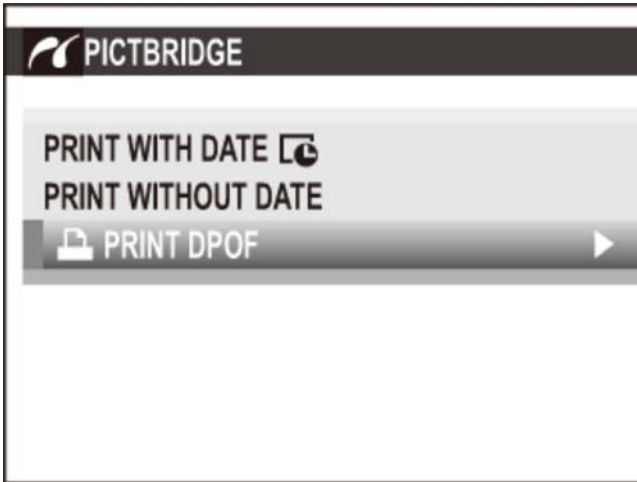 PICTBRIDGE
PRINT WITH DATE
PRINT WITHOUT DATE
PRINT DPOF